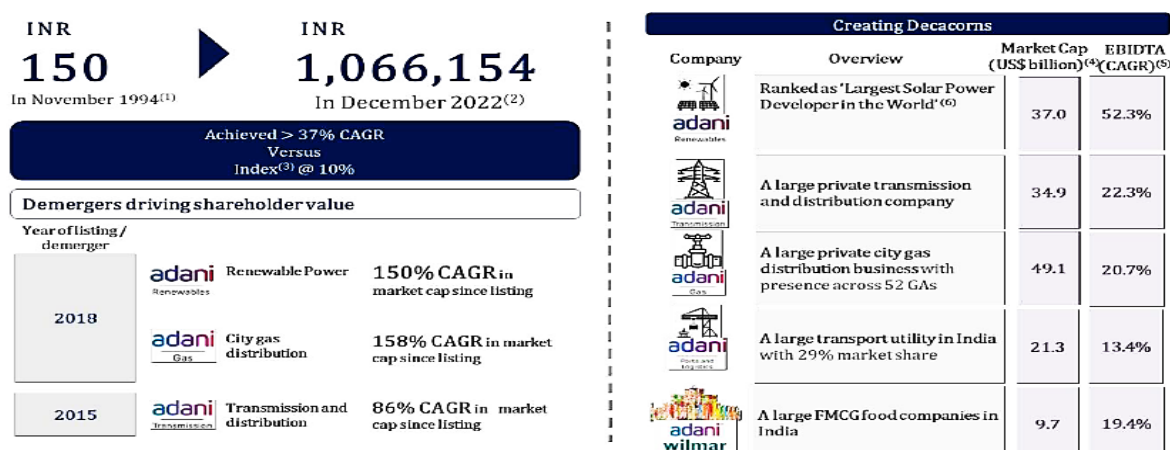 INR
150
In November 1994(1)
INR
1,066,154
In December 2022(2)
Achieved > 37% CAGR
Versus
Index(3) @ 10%
Demergers driving shareholder value
Year of listing/
demerger
2018
adani
Renewables
Renewable Power
150% CAGR in
market cap since listing
adani
Gas
City gas
distribution
158% CAGR in market
cap since listing
2015
adani
Transmission
Transmission and
distribution
86% CAGR in market
cap since listing
Creating Decacorns
Company
Overview
Market Cap
(US$ billion)(4)
EBIDTA
(CAGR)(5)
adani
Renewables
Ranked as 'Largest Solar Power
Developer in the World'(6)
37.0
52.3%
adani
Transmission
A large private transmission
and distribution company
34.9
22.3%
adani
Gas
A large private city gas
distribution business with
presence across 52 GAs
49.1
20.7%
adani
Ports and
Logistics
A large transport utility in India
with 29% market share
21.3
13.4%
adani
wilmar
A large FMCG food companies in
India
9.7
19.4%